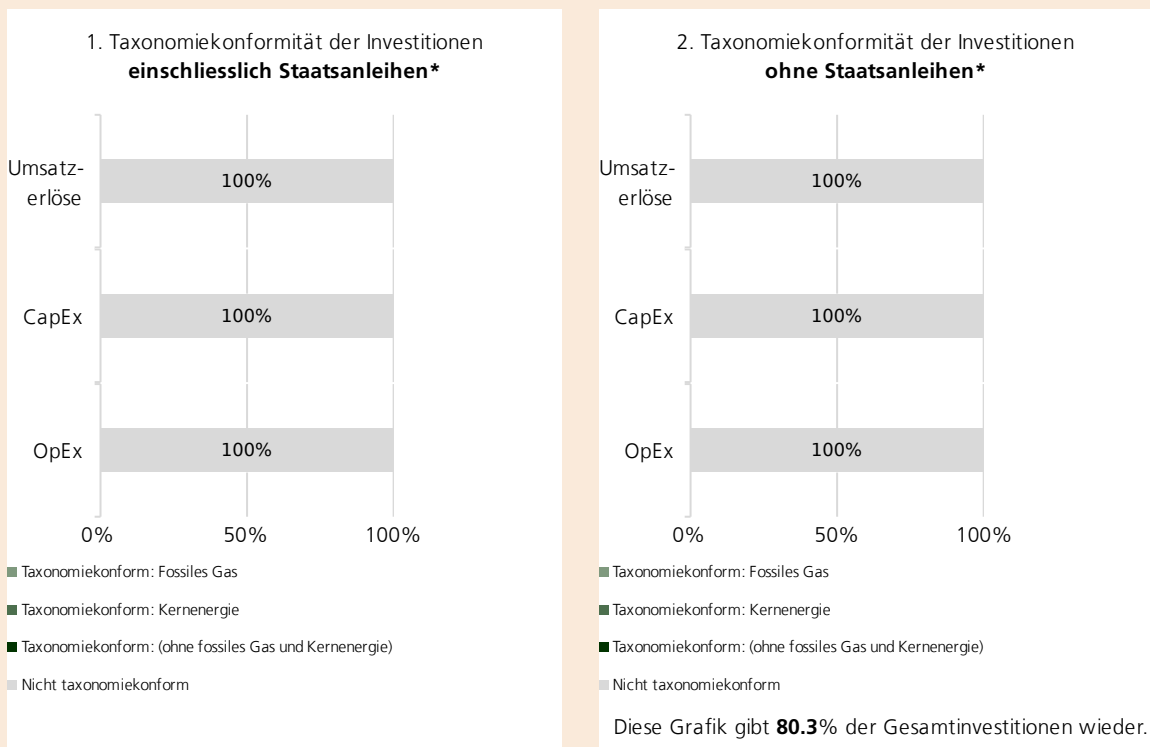 1. Taxonomiekonformität der Investitionen
einschliesslich Staatsanleihen*
Umsatz-
erlöse
100%
CapEx
100%
OpEx
100%
0% 50% 100%
Taxonomiekonform: Fossiles Gas
Taxonomiekonform: Kernenergie
Taxonomiekonform: (ohne fossiles Gas und Kernenergie)
Nicht taxonomiekonform
2. Taxonomiekonformität der Investitionen
ohne Staatsanleihen*
Umsatz-
erlöse
100%
CapEx
100%
OpEx
100%
0% 50% 100%
Taxonomiekonform: Fossiles Gas
Taxonomiekonform: Kernenergie
Taxonomiekonform: (ohne fossiles Gas und Kernenergie)
Nicht taxonomiekonform
Diese Grafik gibt 80.3% der Gesamtinvestitionen wieder.